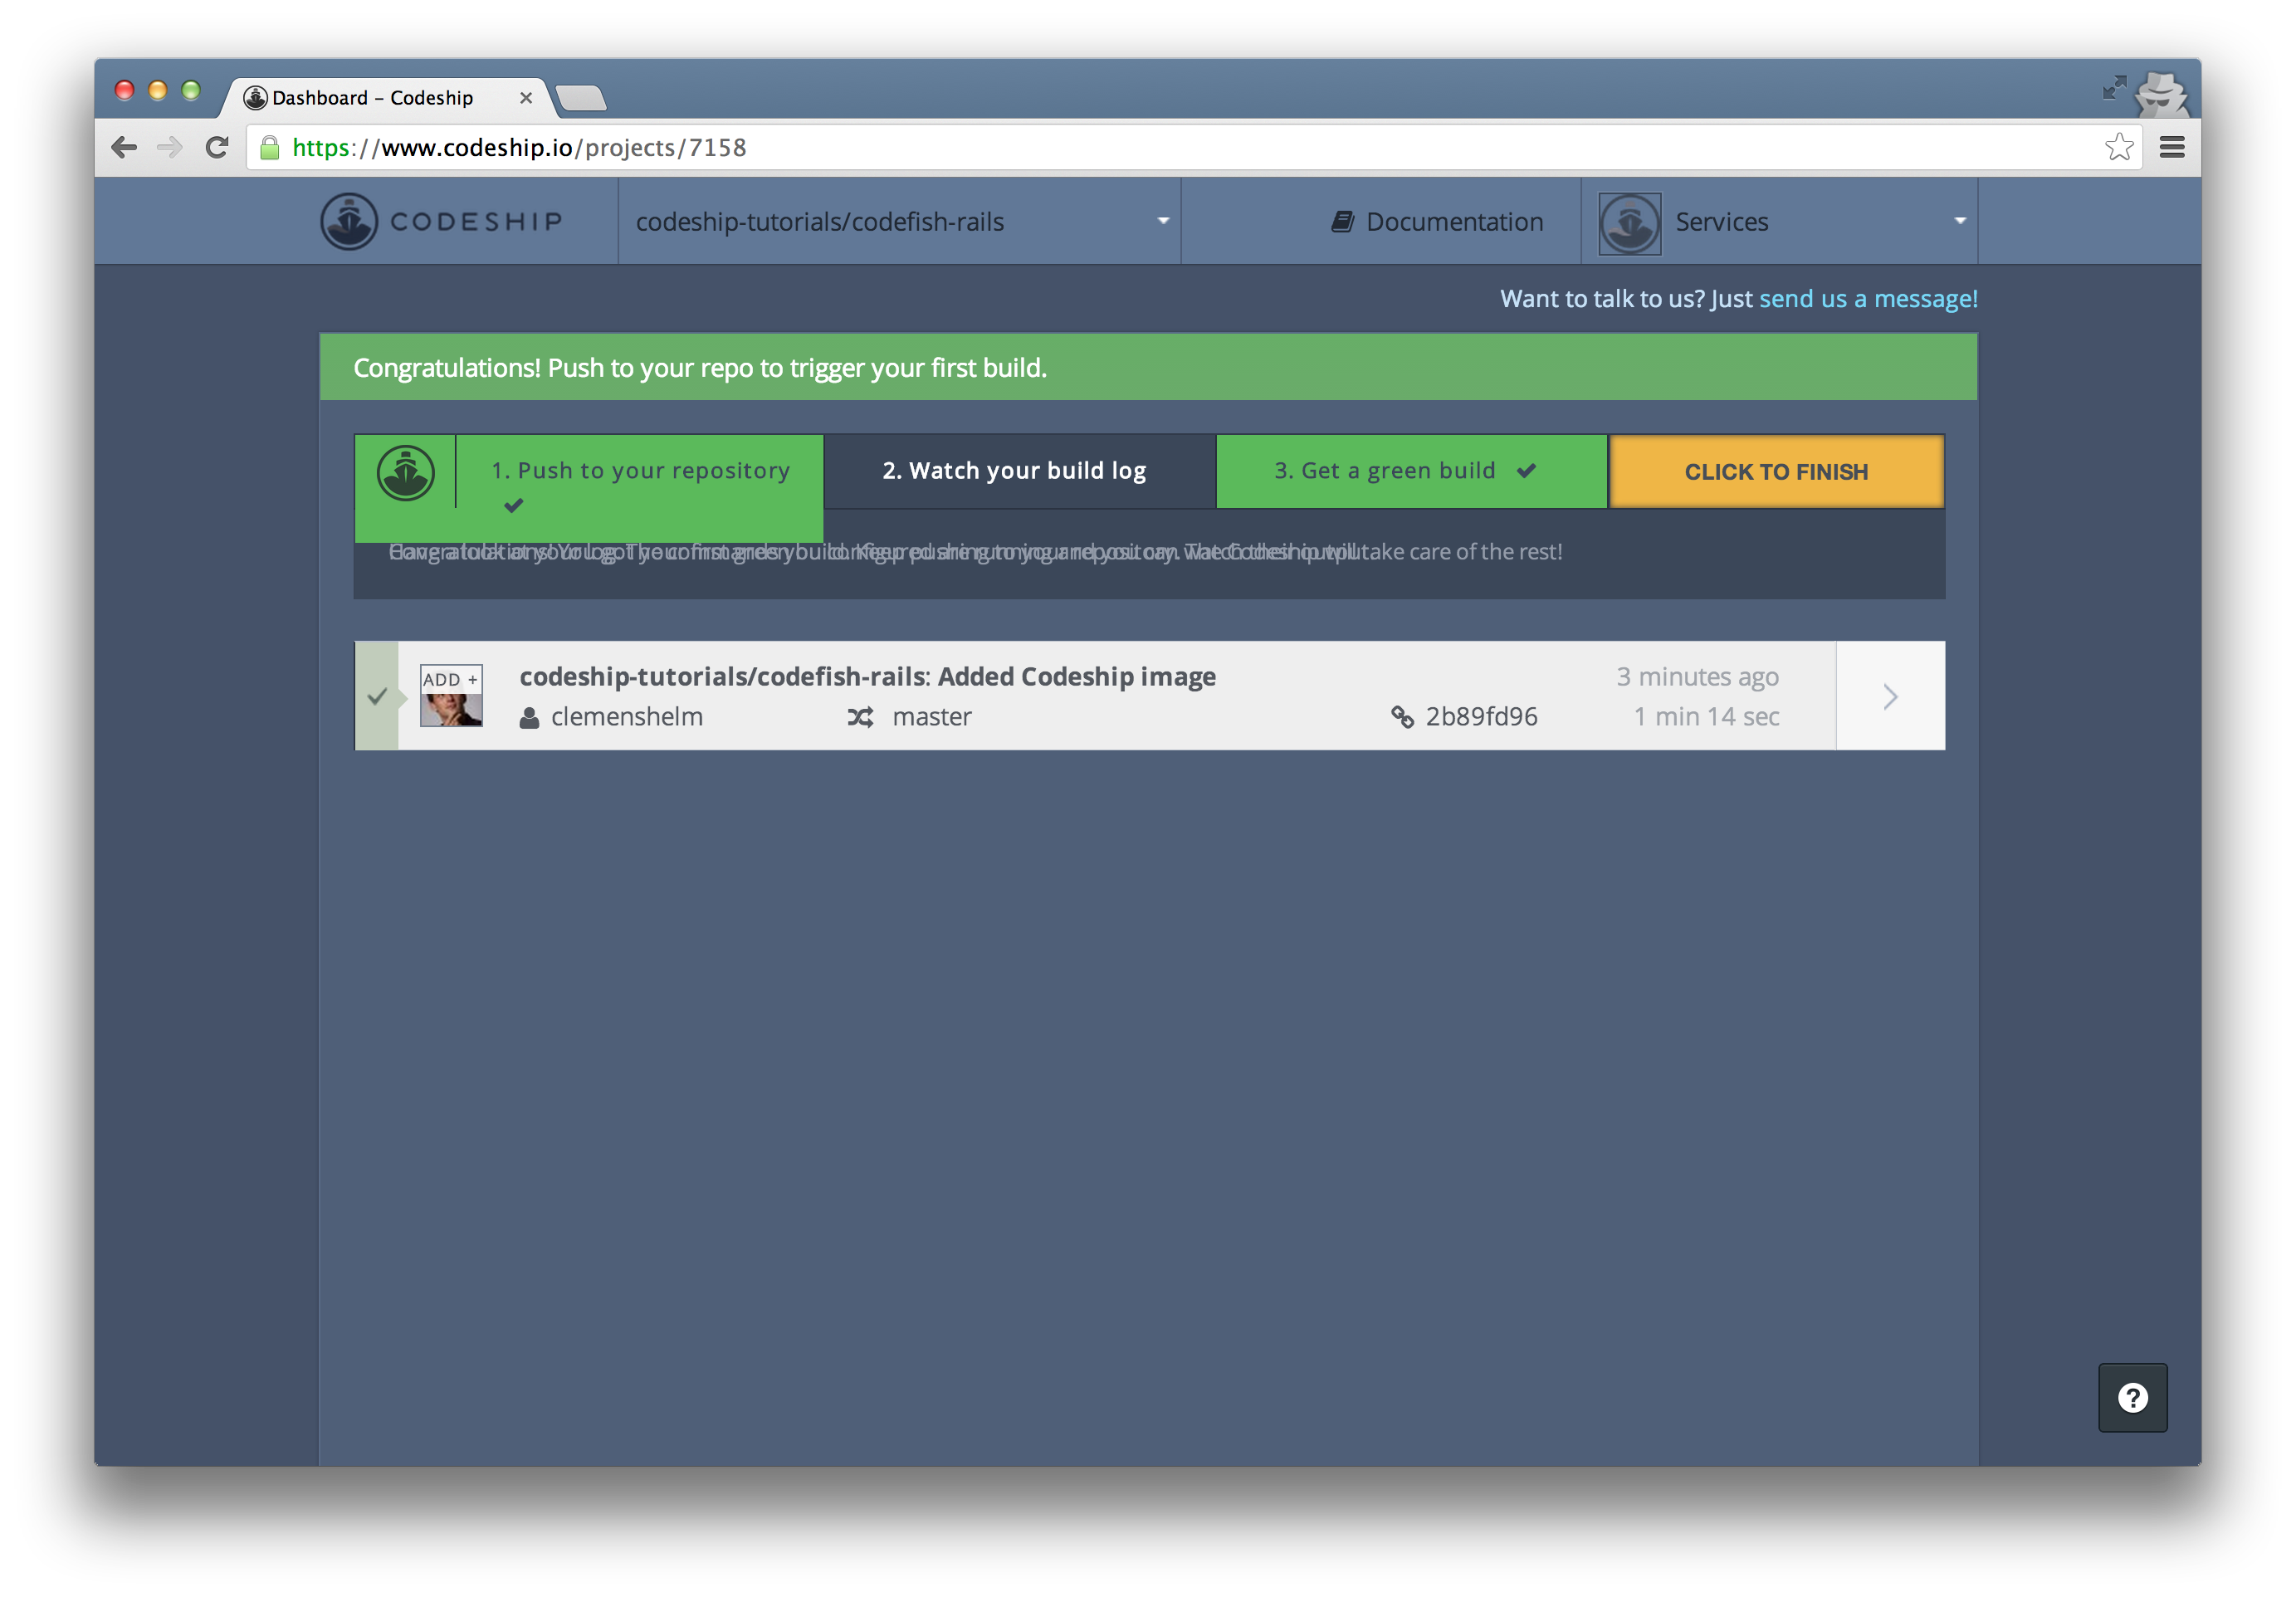 Dashboard – Codeship
https://www.codeship.io/projects/7158
CODESHIP
codeship-tutorials/codefish-rails
Documentation
Services
Want to talk to us? Just send us a message!
Congratulations! Push to your repo to trigger your first build.
1. Push to your repository
2. Watch your build log
3. Get a green build
CLICK TO FINISH
take care of the rest!
ADD +
codeship-tutorials/codefish-rails: Added Codeship image
3 minutes ago
clemenshelm
master
2b89fd96
1 min 14 sec
?